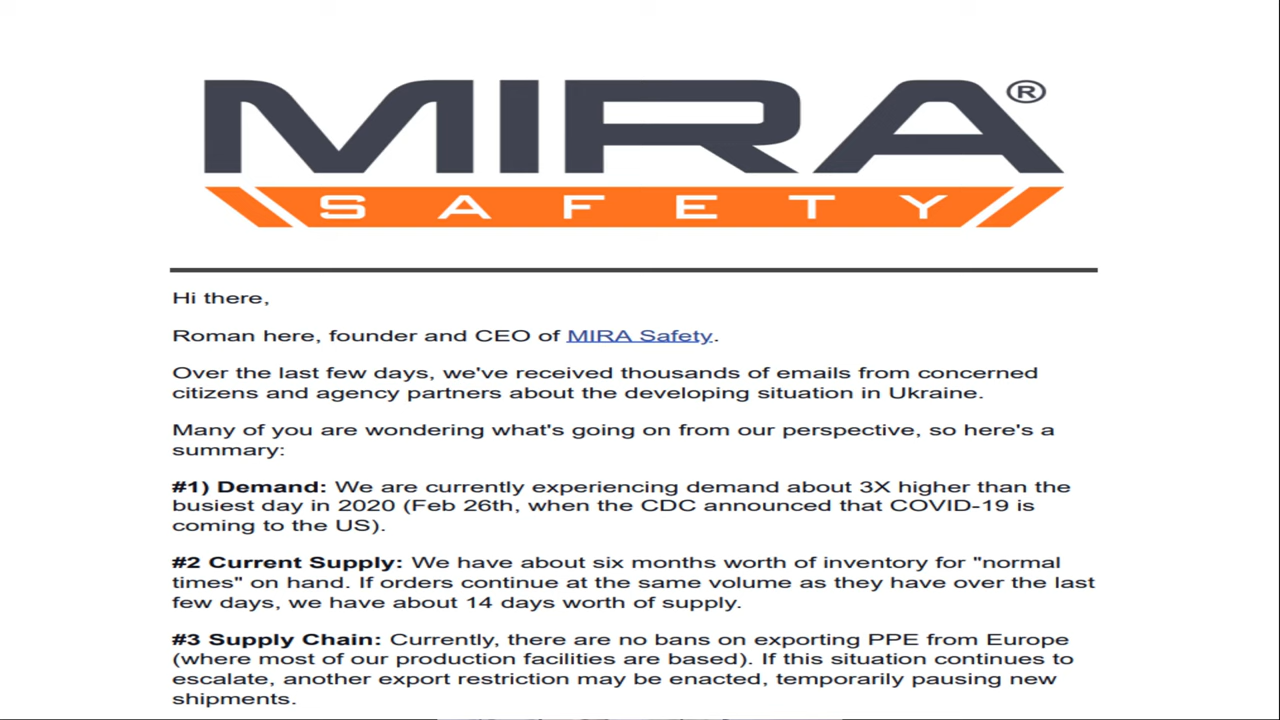 MIRA®
SAFETY
Hi there,
Roman here, founder and CEO of MIRA Safety.
Over the last few days, we've received thousands of emails from concerned
citizens and agency partners about the developing situation in Ukraine.
Many of you are wondering what's going on from our perspective, so here's a
summary:
#1) Demand: We are currently experiencing demand about 3X higher than the
busiest day in 2020 (Feb 26th, when the CDC announced that COVID-19 is
coming to the US).
#2 Current Supply: We have about six months worth of inventory for "normal
times" on hand. If orders continue at the same volume as they have over the last
few days, we have about 14 days worth of supply.
#3 Supply Chain: Currently, there are no bans on exporting PPE from Europe
(where most of our production facilities are based). If this situation continues to
escalate, another export restriction may be enacted, temporarily pausing new
shipments.